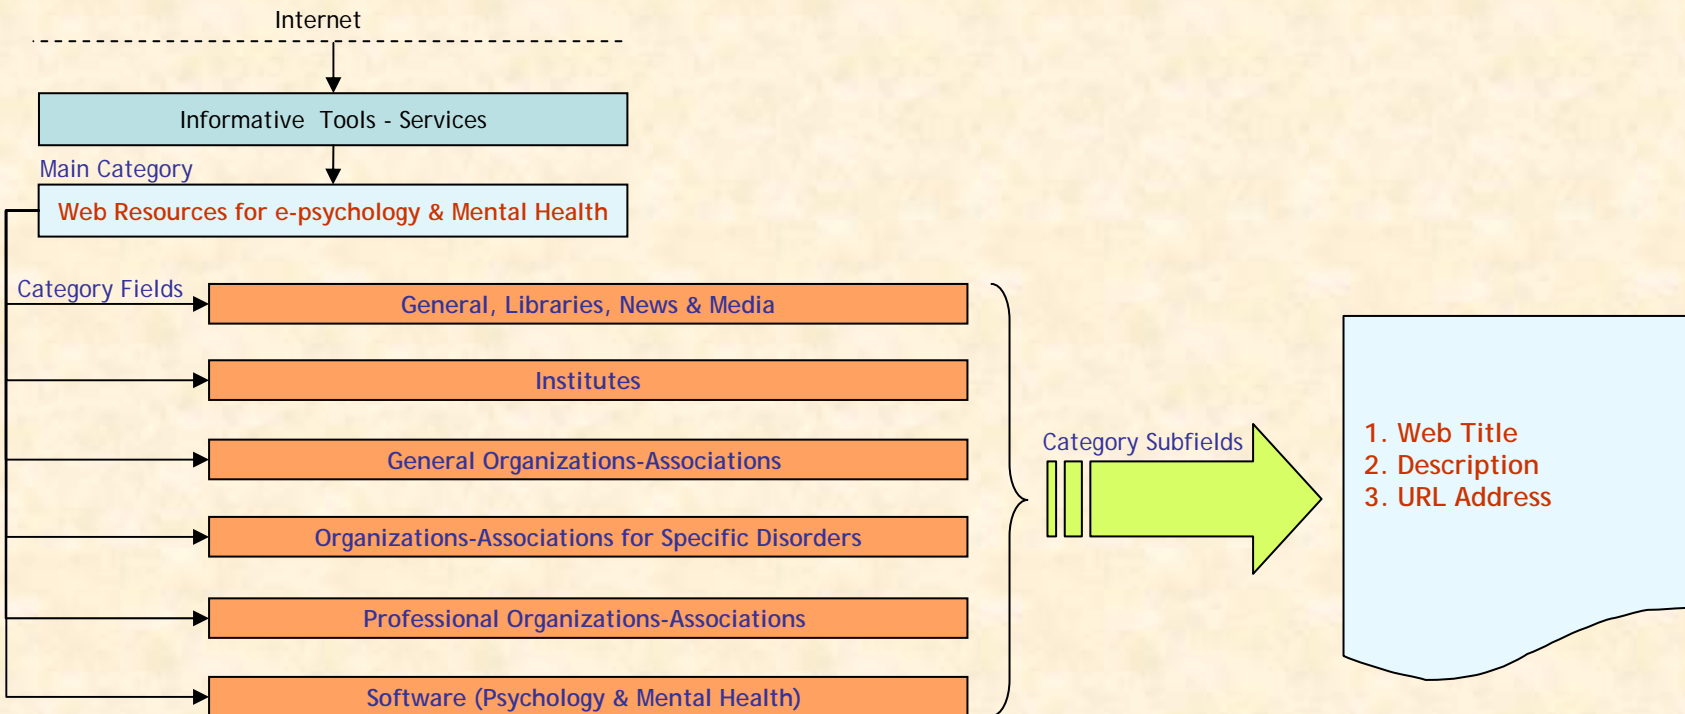 Internet
Informative Tools - Services
Main Category
Web Resources for e-psychology & Mental Health
Category Fields
General, Libraries, News & Media
Institutes
General Organizations-Associations
Organizations-Associations for Specific Disorders
Professional Organizations-Associations
Software (Psychology & Mental Health)
Category Subfields
1. Web Title
2. Description
3. URL Address